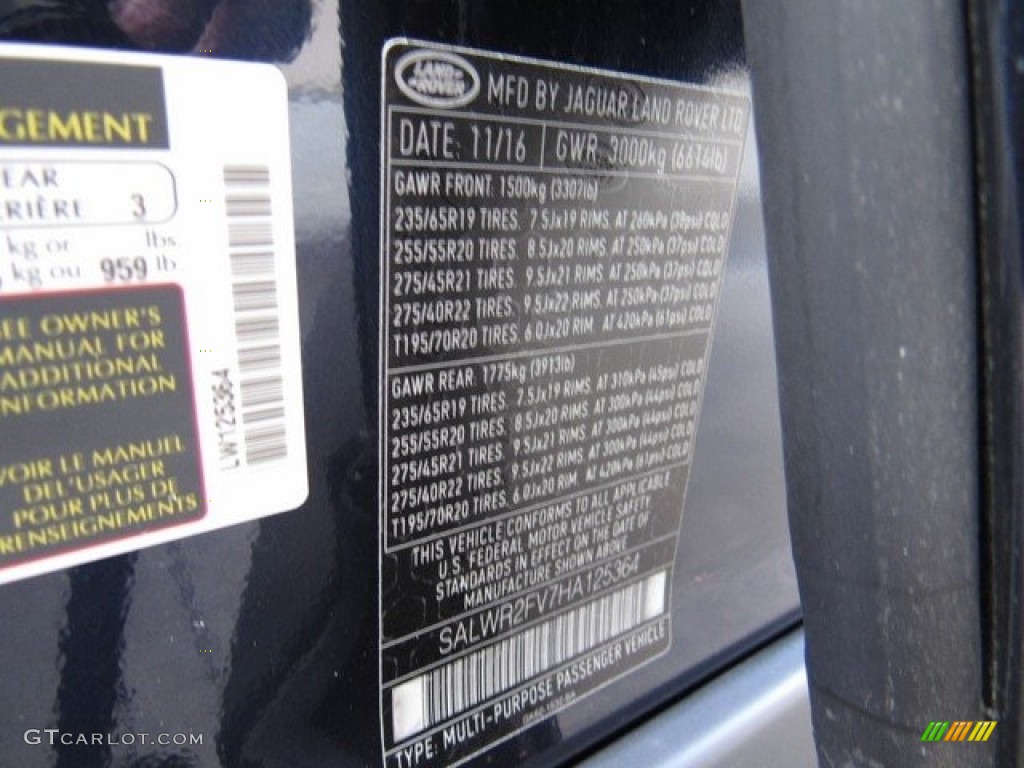 GEMENT
EAR
ERIÈRE 3
kg or lbs
kg ou 959 lb
SEE OWNER'S
MANUAL FOR
ADDITIONAL
INFORMATION
VOIR LE MANUEL
DEL'USAGER
POUR PLUS DE
RENSEIGNEMENTS
LW125364
LAND ROVER
MFD BY JAGUAR LAND ROVER LTD
DATE: 11/16 GWR 3000kg (6614lb)
GAWR FRONT 1500kg (3307lb)
235/65R19 TIRES. 7.5Jx19 RIMS. AT 260kPa (38psi) COLD
255/55R20 TIRES. 8.5Jx20 RIMS. AT 250kPa (37psi) COLD
275/45R21 TIRES. 9.5Jx21 RIMS. AT 250kPa (37psi) COLD
275/40R22 TIRES. 9.5Jx22 RIMS. AT 250kPa (37psi) COLD
T195/70R20 TIRES. 6.0Jx20 RIM. AT 420kPa (61psi) COLD
GAWR REAR. 1775kg (3913lb)
235/65R19 TIRES. 7.5Jx19 RIMS. AT 310kPa (45psi) COLD
255/55R20 TIRES. 8.5Jx20 RIMS. AT 300kPa (44psi) COLD
275/45R21 TIRES. 9.5Jx21 RIMS. AT 300kPa (44psi) COLD
275/40R22 TIRES. 9.5Jx22 RIMS. AT 300kPa (44psi) COLD
T195/70R20 TIRES. 6.0Jx20 RIM. AT 420kPa (61psi) COLD
THIS VEHICLE CONFORMS TO ALL APPLICABLE
U.S. FEDERAL MOTOR VEHICLE SAFETY
STANDARDS IN EFFECT ON THE DATE OF
MANUFACTURE SHOWN ABOVE
SALWR2FV7HA125364
TYPE: MULTI-PURPOSE PASSENGER VEHICLE
GTCARLOT.COM